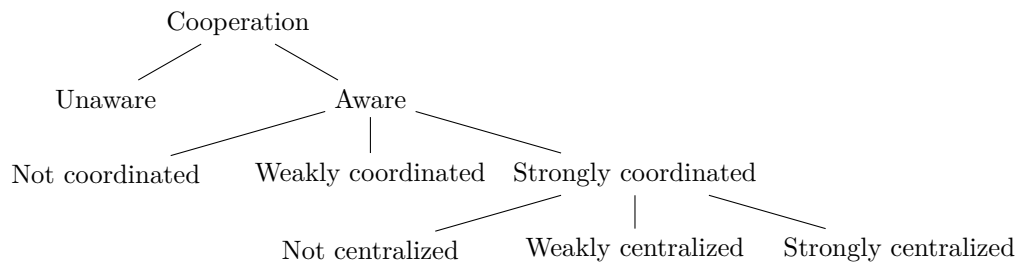 Cooperation
Unaware
Aware
Not coordinated
Weakly coordinated
Strongly coordinated
Not centralized
Weakly centralized
Strongly centralized